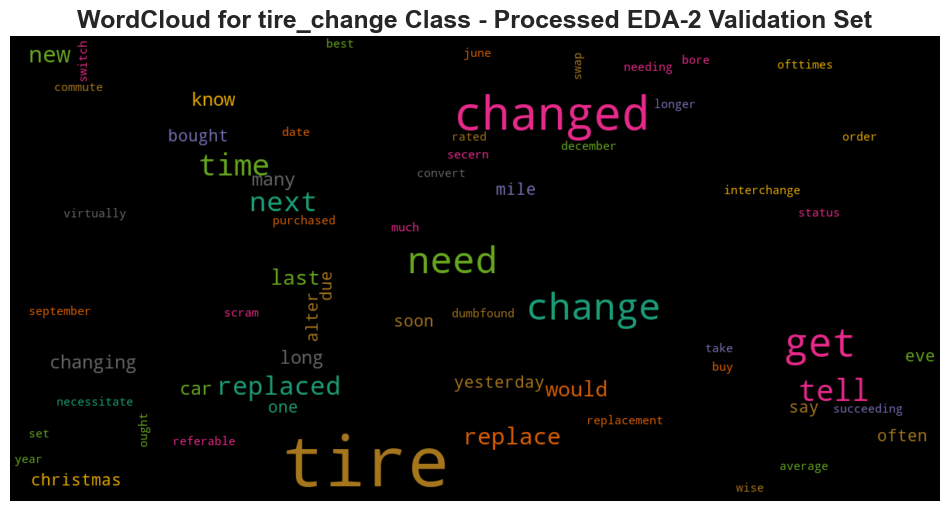 WordCloud for tire_change Class - Processed EDA-2 Validation Set
new
switch
best
june
swap
needing
bore
ofttimes
commute
know
changed
longer
bought
date
rated
december
order
secern
time
many
convert
mile
interchange
next
purchased
virtually
status
much
need
last
due
alter
september
scram
soon
dumbfound
change
get
eve
take
buy
changing
long
car
replaced
one
yesterday
would
tell
say
succeeding
necessitate
set
ought
referable
replace
replacement
often
year
christmas
tire
average
wise